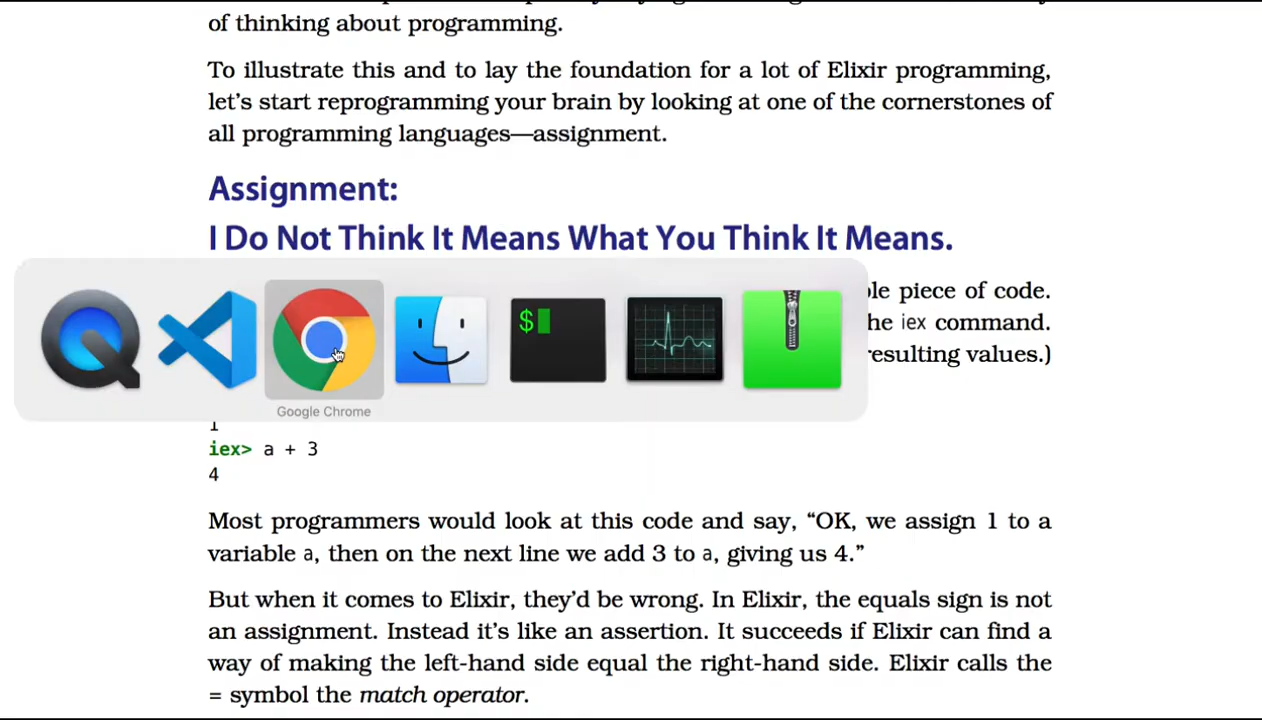 of thinking about programming.
To illustrate this and to lay the foundation for a lot of Elixir programming,
let's start reprogramming your brain by looking at one of the cornerstones of
all programming languages—assignment.
Assignment:
I Do Not Think It Means What You Think It Means.
piece of code.
iex command.
resulting values.)
$
Google Chrome
1
iex> a + 3
4
Most programmers would look at this code and say, “OK, we assign 1 to a
variable a, then on the next line we add 3 to a, giving us 4.”
But when it comes to Elixir, they’d be wrong. In Elixir, the equals sign is not
an assignment. Instead it’s like an assertion. It succeeds if Elixir can find a
way of making the left-hand side equal the right-hand side. Elixir calls the
= symbol the match operator.